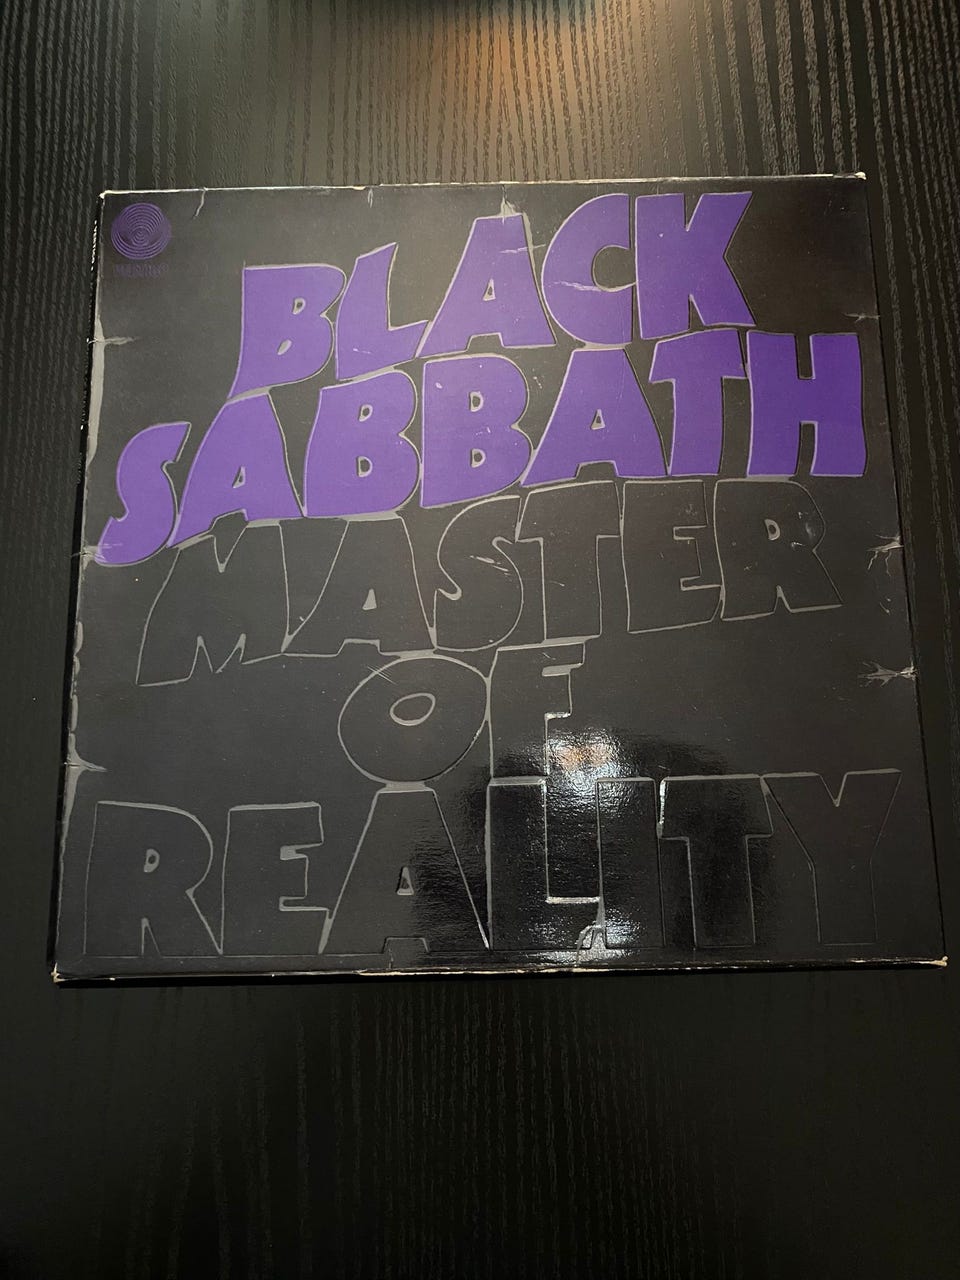 BLACK
SABBATH
MASTER
OF
REALITY